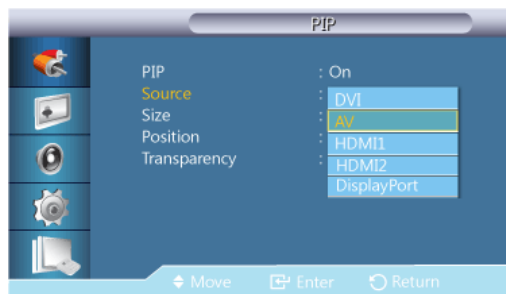 PIP
PIP : On
Source : DVI
Size : AV
Position : HDMI1
Transparency : HDMI2
DisplayPort
Move Enter Return